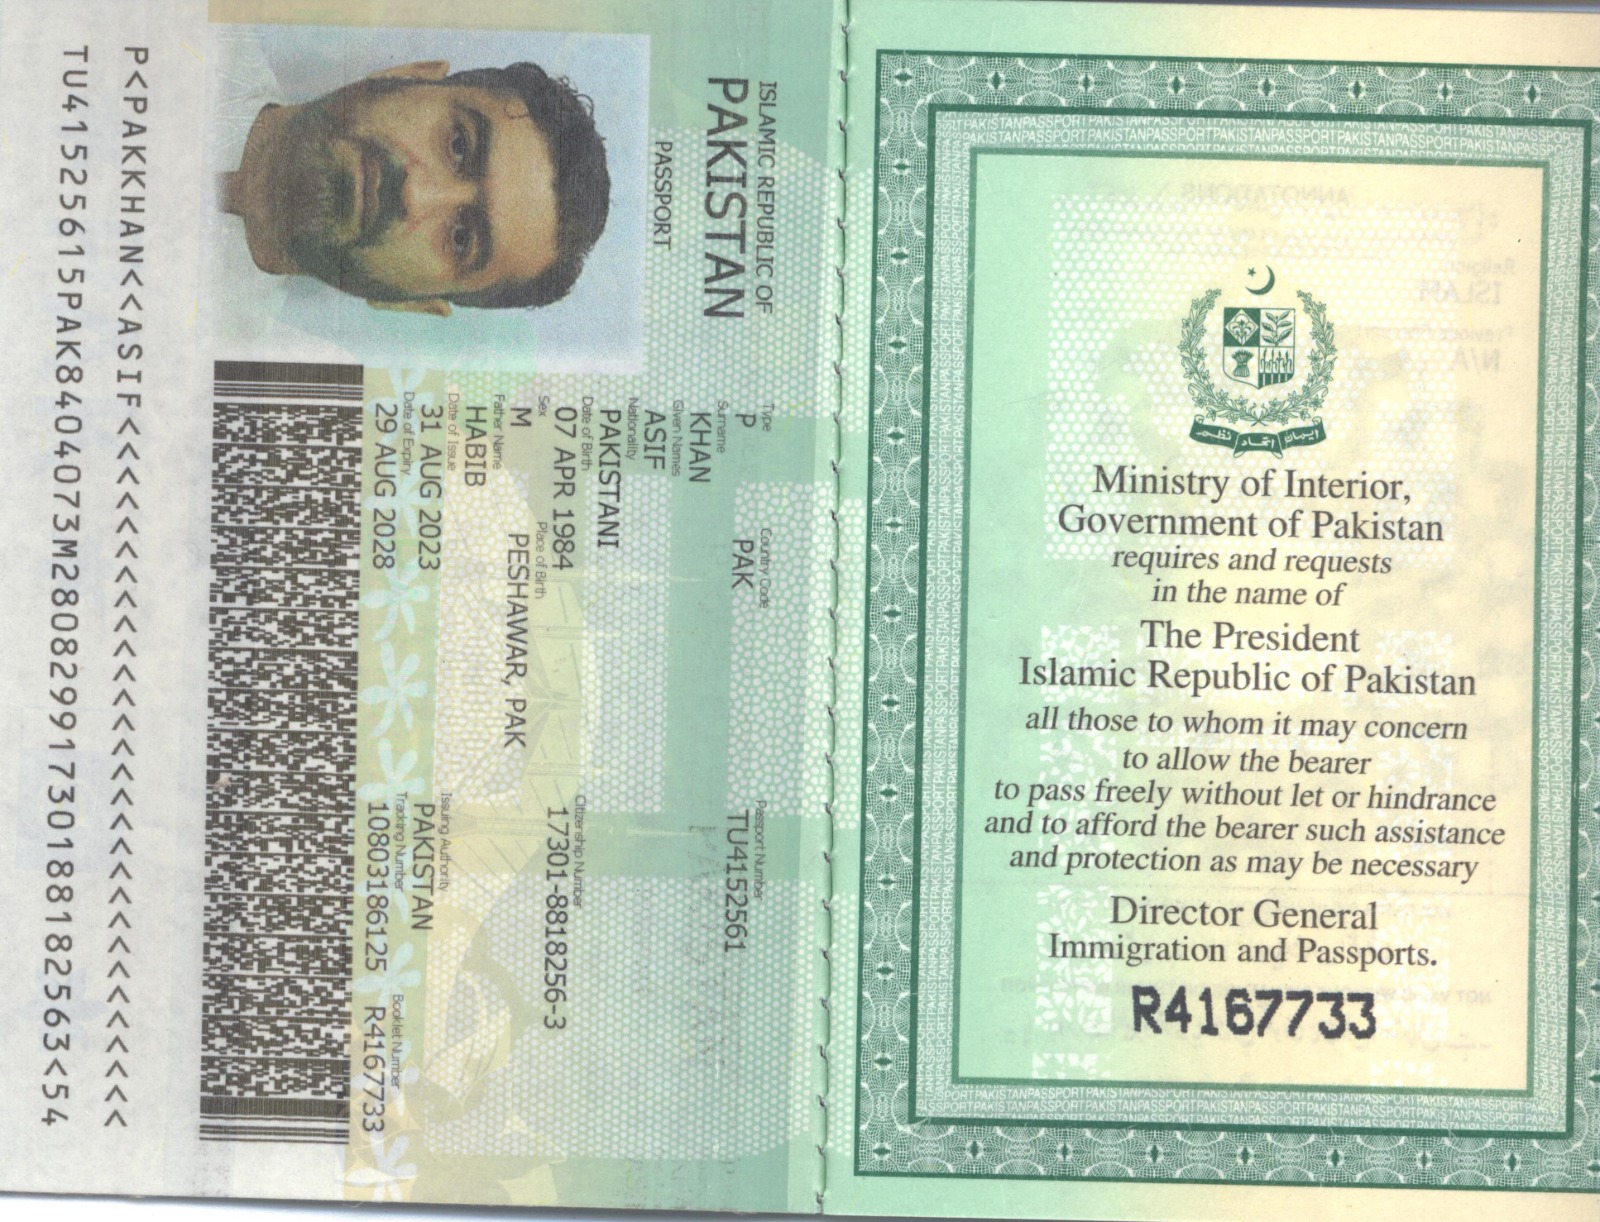 ISLAMIC REPUBLIC OF
PAKISTAN
PASSPORT
Type
P
Country Code
PAK
Passport Number
TU4152561
Surname
KHAN
Given Names
ASIF
Nationality
PAKISTANI
Date of Birth
07 APR 1984
Citizenship Number
17301-8818256-3
Sex
M
Place of Birth
PESHAWAR, PAK
Father Name
HABIB
Date of Issue
31 AUG 2023
Issuing Authority
PAKISTAN
Date of Expiry
29 AUG 2028
Tracking Number
10803186125
Booklet Number
R4167733
P<PAKKHAN<<ASIF<<<<<<<<<<<<<<<<<<<<<<<<<<<<<
TU41525615PAK8404073M28082991730188182563<54
ایمان اتحاد نظم
Ministry of Interior,
Government of Pakistan
requires and requests
in the name of
The President
Islamic Republic of Pakistan
all those to whom it may concern
to allow the bearer
to pass freely without let or hindrance
and to afford the bearer such assistance
and protection as may be necessary
Director General
Immigration and Passports.
R4167733